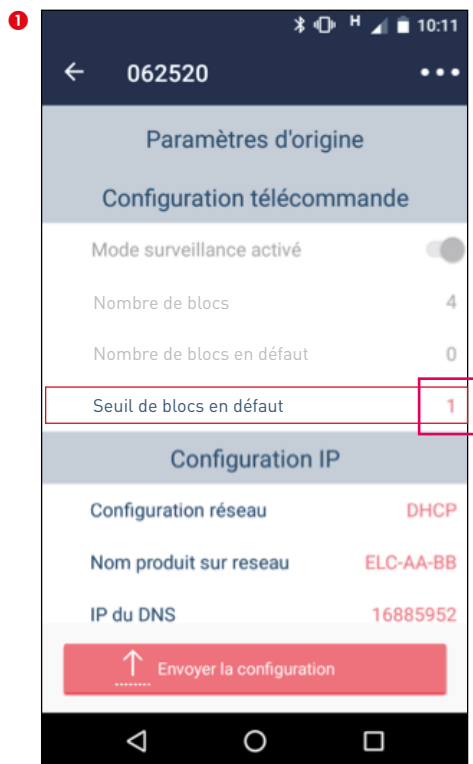 1
H 10:11
062520
Paramètres d'origine
Configuration télécommande
Mode surveillance activé
Nombre de blocs 4
Nombre de blocs en défaut 0
Seuil de blocs en défaut 1
Configuration IP
Configuration réseau DHCP
Nom produit sur reseau ELC-AA-BB
IP du DNS 16885952
Envoyer la configuration